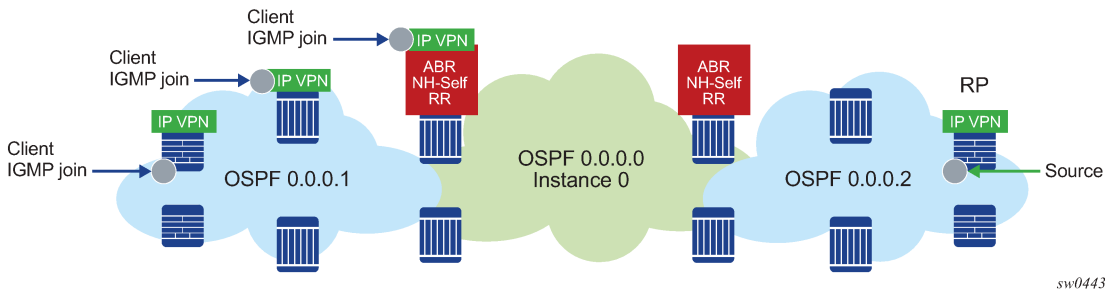 Client
IGMP join
IP VPN
Client
IGMP join
IP VPN
ABR
NH-Self
RR
ABR
NH-Self
RR
RP
IP VPN
IP VPN
Client
IGMP join
OSPF 0.0.0.1
OSPF 0.0.0.0
Instance 0
OSPF 0.0.0.2
Source
sw0443